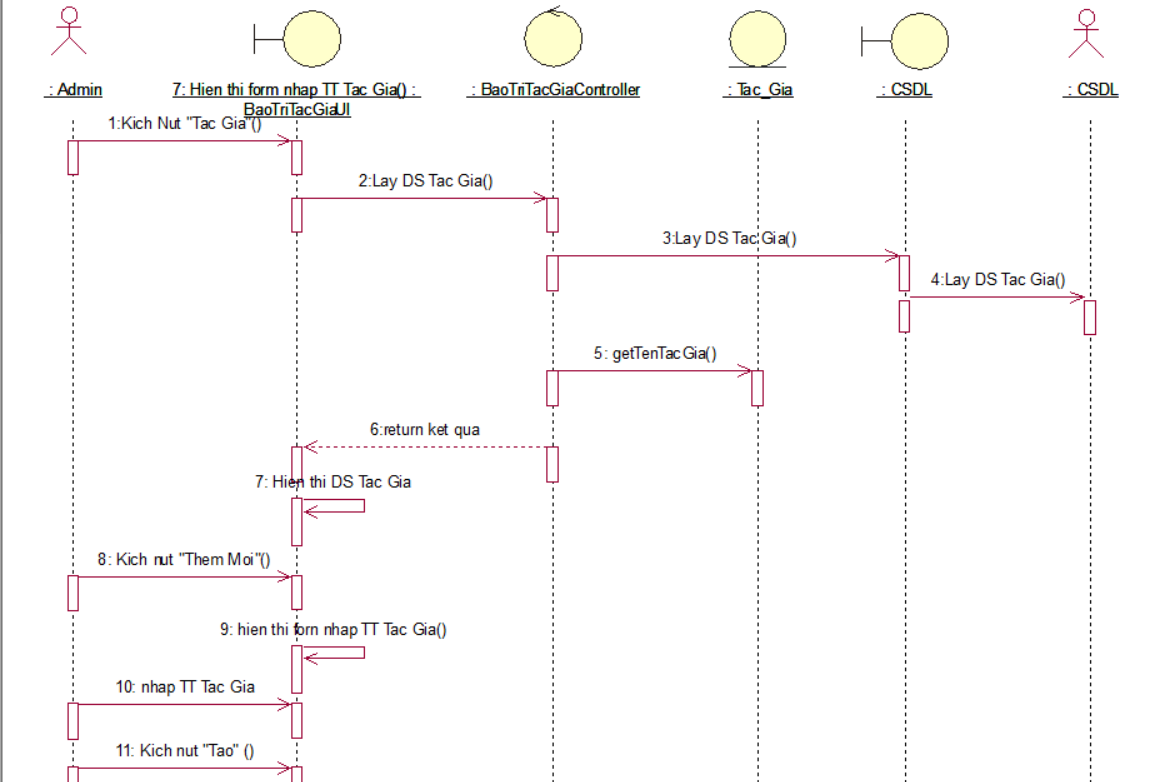 : Admin
7: Hien thi form nhap TT Tac Gia() :
BaoTriTacGiaUI
: BaoTriTacGiaController
: Tac_Gia
: CSDL
: CSDL
1:Kich Nut "Tac Gia"()
2:Lay DS Tac Gia()
3:Lay DS Tac Gia()
4:Lay DS Tac Gia()
5: getTenTacGia()
6:return ket qua
7: Hien thi DS Tac Gia
8: Kich nut "Them Moi"()
9: hien thi forn nhap TT Tac Gia()
10: nhap TT Tac Gia
11: Kich nut "Tao" ()